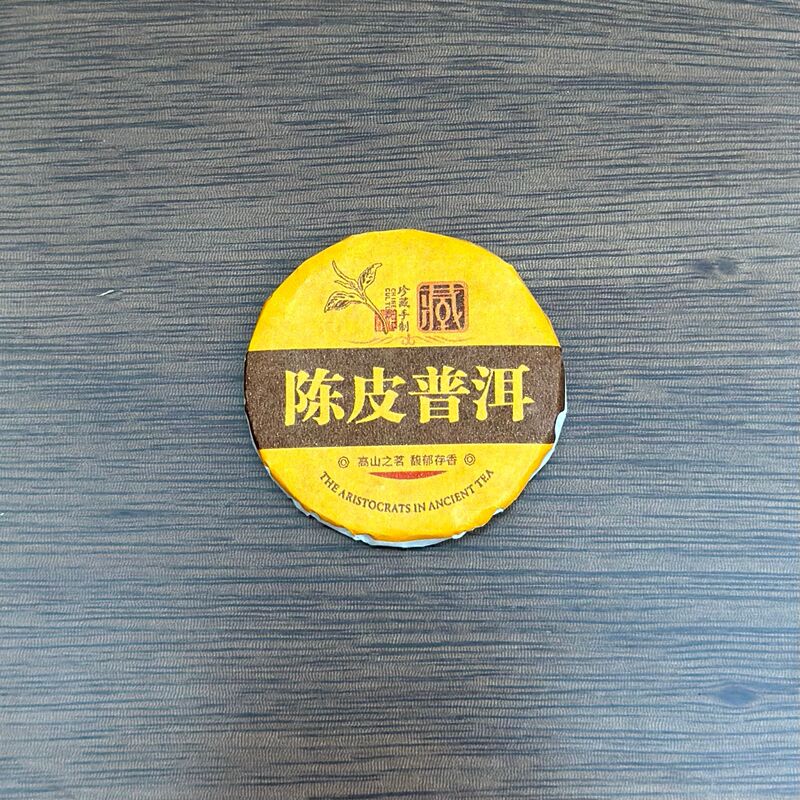 珍藏手制
藏
陈皮普洱
高山之茗 馥郁存香
THE ARISTOCRATS IN ANCIENT TEA